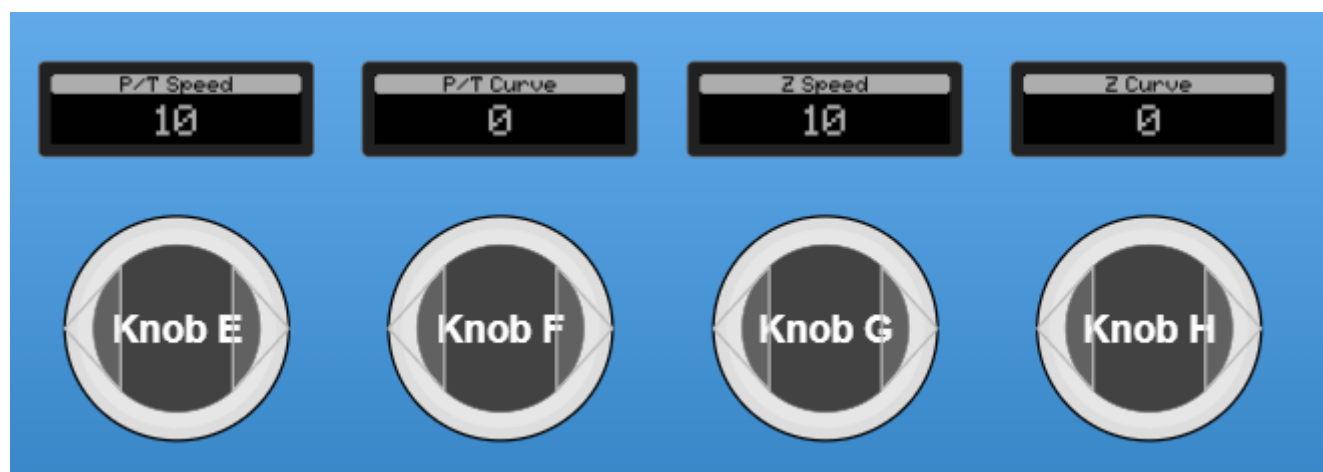 P/T Speed
10
P/T Curve
0
Z Speed
10
Z Curve
0
Knob E
Knob F
Knob G
Knob H